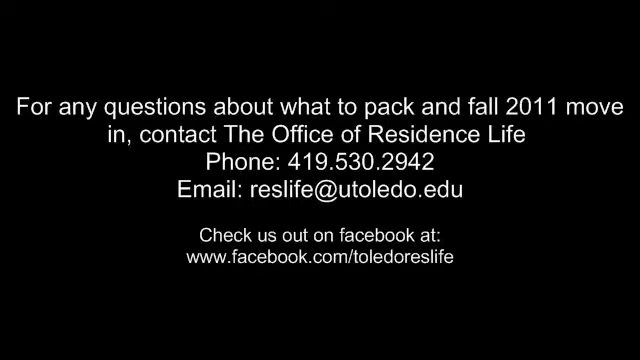 For any questions about what to pack and fall 2011 move
in, contact The Office of Residence Life
Phone: 419.530.2942
Email: reslife@utoledo.edu
Check us out on facebook at:
www.facebook.com/toledoreslife